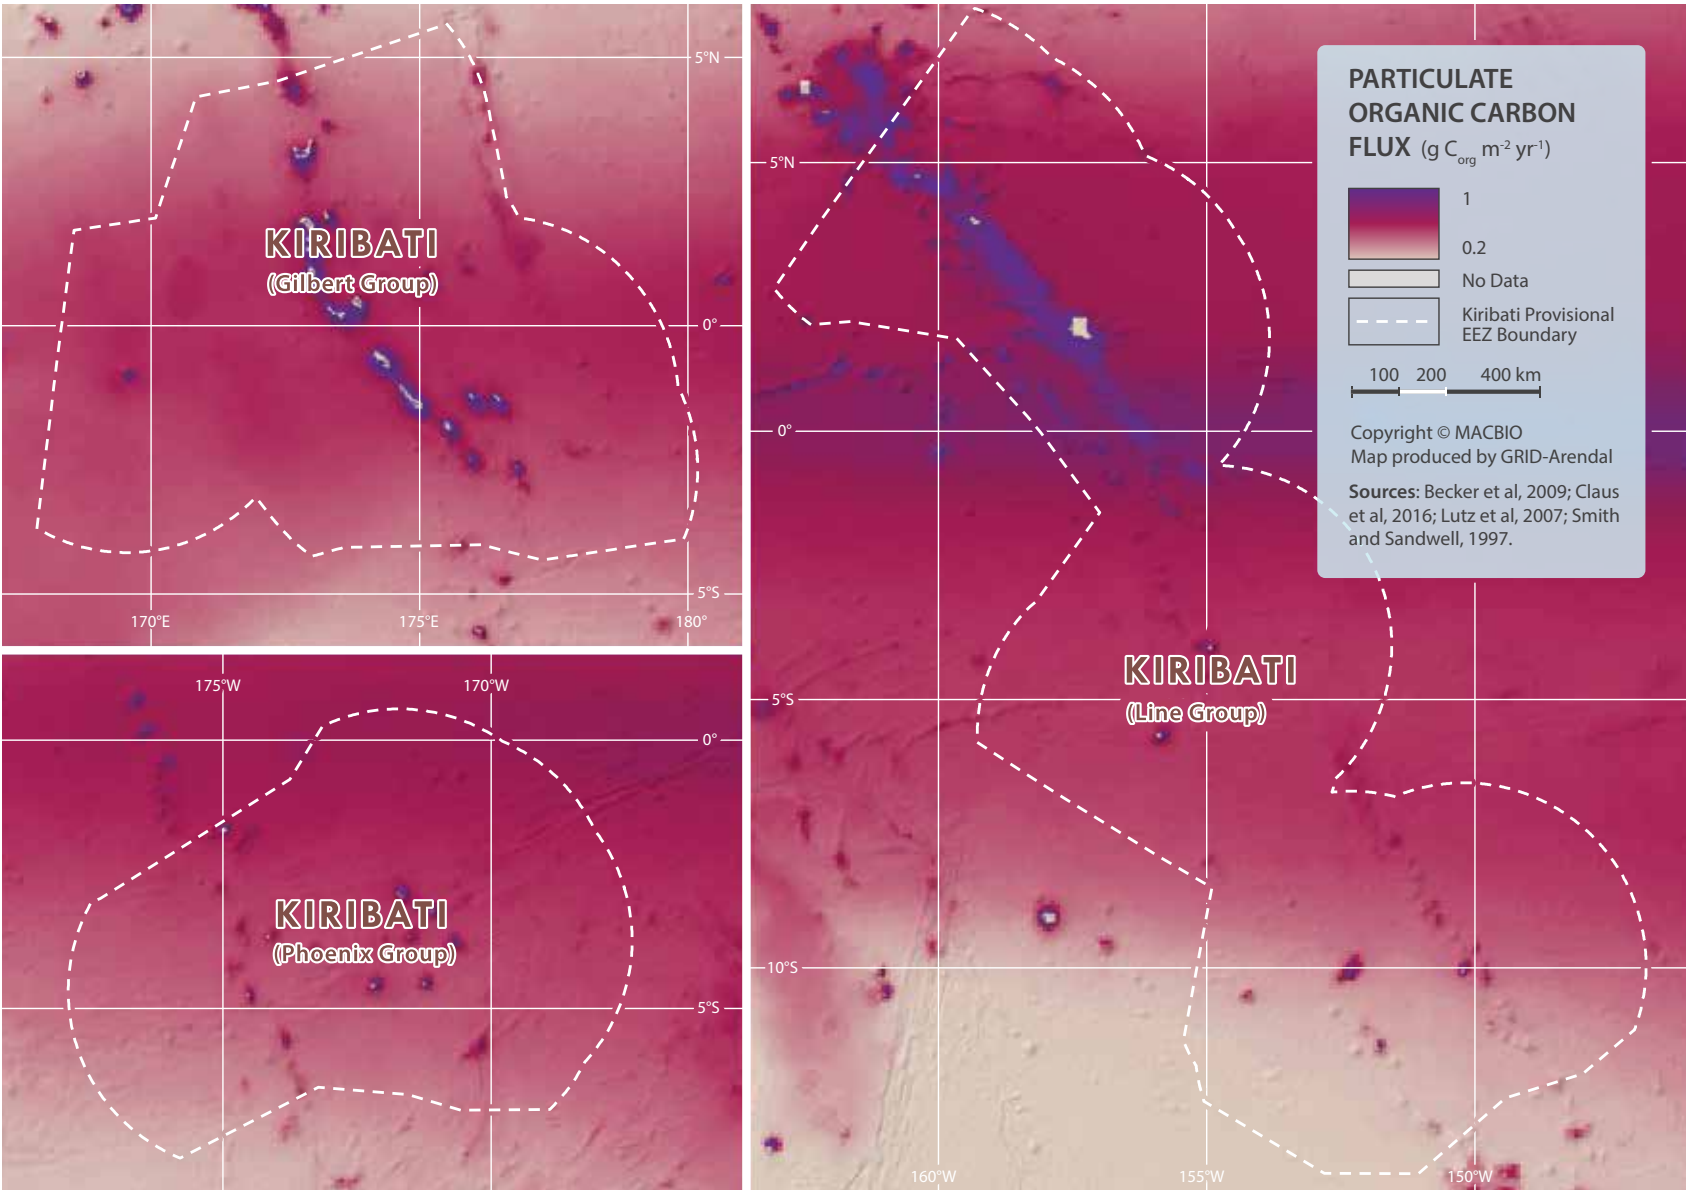 5°N
KIRIBATI
(Gilbert Group)
0°
5°S
170°E
175°E
180°
175°W
170°W
0°
KIRIBATI
(Phoenix Group)
5°S
5°N
0°
KIRIBATI
(Line Group)
5°S
10°S
160°W
155°W
150°W
PARTICULATE
ORGANIC CARBON
FLUX (g C org m-2 yr-1)
1
0.2
No Data
Kiribati Provisional
EEZ Boundary
100 200 400 km
Copyright © MACBIO
Map produced by GRID-Arendal
Sources: Becker et al, 2009; Claus
et al, 2016; Lutz et al, 2007; Smith
and Sandwell, 1997.